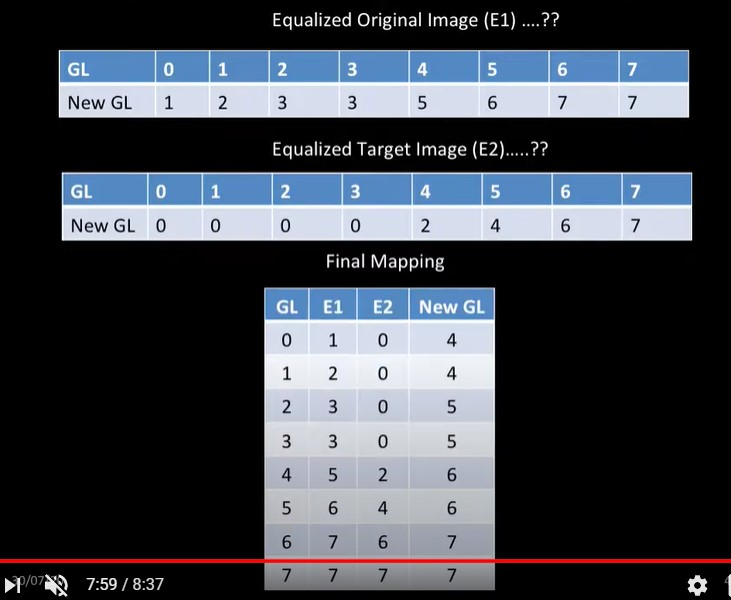 Equalized Original Image (E1) ....??
GL 0 1 2 3 4 5 6 7
New GL 1 2 3 3 5 6 7 7
Equalized Target Image (E2).....??
GL 0 1 2 3 4 5 6 7
New GL 0 0 0 0 2 4 6 7
Final Mapping
GL E1 E2 New GL
0 1 0 4
1 2 0 4
2 3 0 5
3 3 0 5
4 5 2 6
5 6 4 6
6 7 6 7
7 7 7 7
7:59 / 8:37